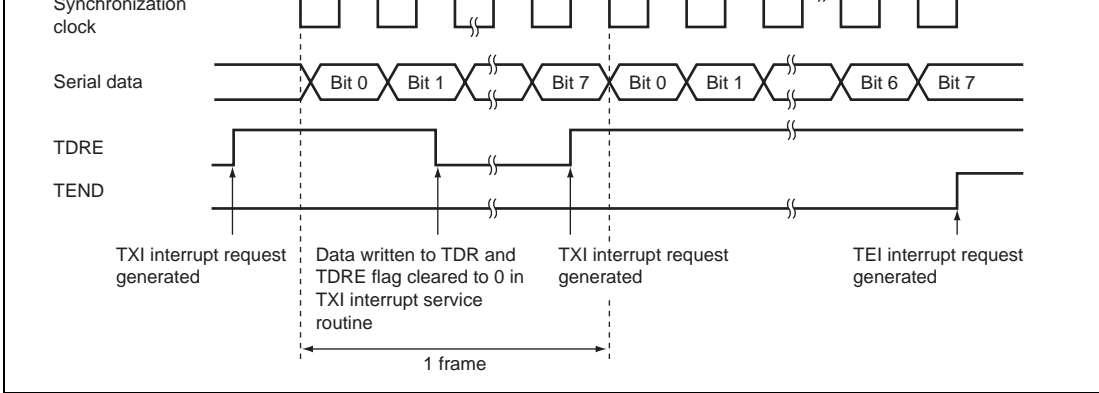 Synchronization
clock
Serial data
Bit 0
Bit 1
Bit 7
Bit 0
Bit 1
Bit 6
Bit 7
TDRE
TEND
TXI interrupt request
generated
Data written to TDR and
TDRE flag cleared to 0 in
TXI interrupt service
routine
TXI interrupt request
generated
TEI interrupt request
generated
1 frame